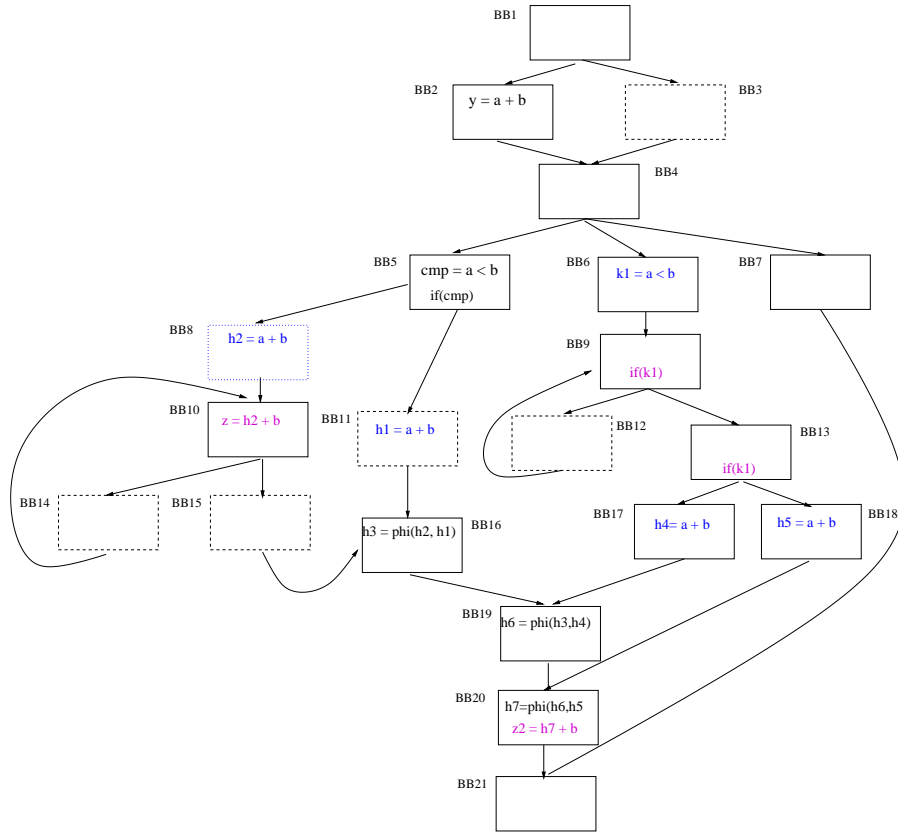 BB1
BB2
y = a + b
BB3
BB4
BB5
cmp = a < b
if(cmp)
BB6
k1 = a < b
BB7
BB8
h2 = a + b
BB9
if(k1)
BB10
z = h2 + b
BB11
h1 = a + b
BB12
BB13
if(k1)
BB14
BB15
BB16
h3 = phi(h2, h1)
BB17
h4= a + b
h5 = a + b
BB18
BB19
h6 = phi(h3,h4)
BB20
h7=phi(h6,h5
z2 = h7 + b
BB21